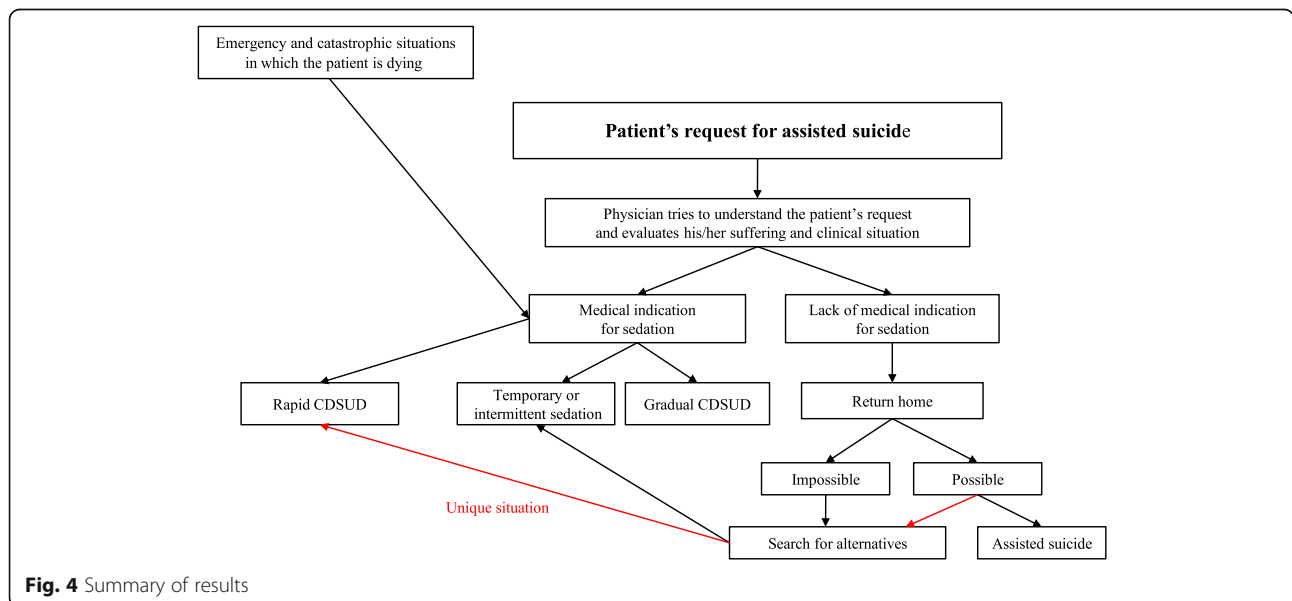 Emergency and catastrophic situations
in which the patient is dying
Patient's request for assisted suicide
Physician tries to understand the patient's request
and evaluates his/her suffering and clinical situation
Medical indication
for sedation
Lack of medical indication
for sedation
Rapid CDSUD
Temporary or
intermittent sedation
Gradual CDSUD
Return home
Impossible
Possible
Unique situation
Search for alternatives
Assisted suicide
Fig. 4 Summary of results